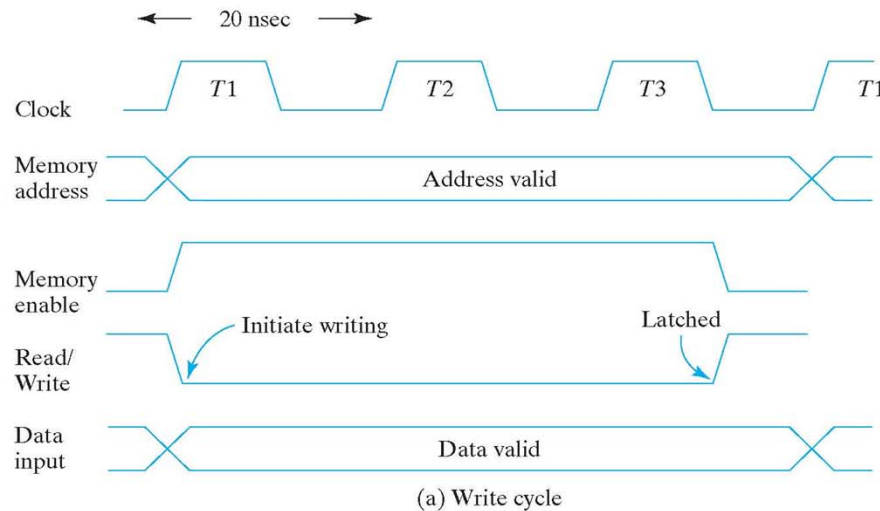 20 nsec
T1 T2 T3 T1
Clock
Memory
address
Address valid
Memory
enable
Initiate writing
Latched
Read/
Write
Data
input
Data valid
(a) Write cycle